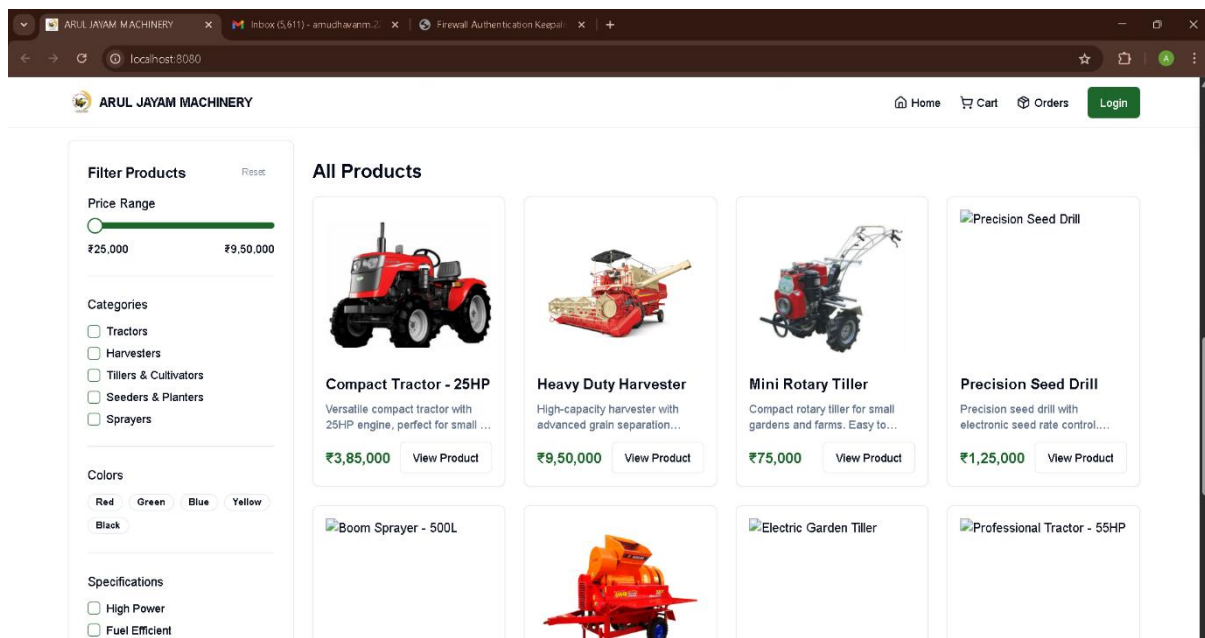 ARUL JAYAM MACHINERY
Inbox (5,611) - amudhavanm.2
Firewall Authentication Keepali
localhost:8080
A
ARUL JAYAM MACHINERY
Home
Cart
Orders
Login
Filter Products
Reset
Price Range
₹25,000
₹9,50,000
Categories
Tractors
Harvesters
Tillers & Cultivators
Seeders & Planters
Sprayers
Colors
Red
Green
Blue
Yellow
Black
Specifications
High Power
Fuel Efficient
All Products
Compact Tractor - 25HP
Versatile compact tractor with
25HP engine, perfect for small ...
₹3,85,000
View Product
Heavy Duty Harvester
High-capacity harvester with
advanced grain separation...
₹9,50,000
View Product
Mini Rotary Tiller
Compact rotary tiller for small
gardens and farms. Easy to...
₹75,000
View Product
Precision Seed Drill
Precision Seed Drill
Precision seed drill with
electronic seed rate control....
₹1,25,000
View Product
Boom Sprayer - 500L
Electric Garden Tiller
Professional Tractor - 55HP